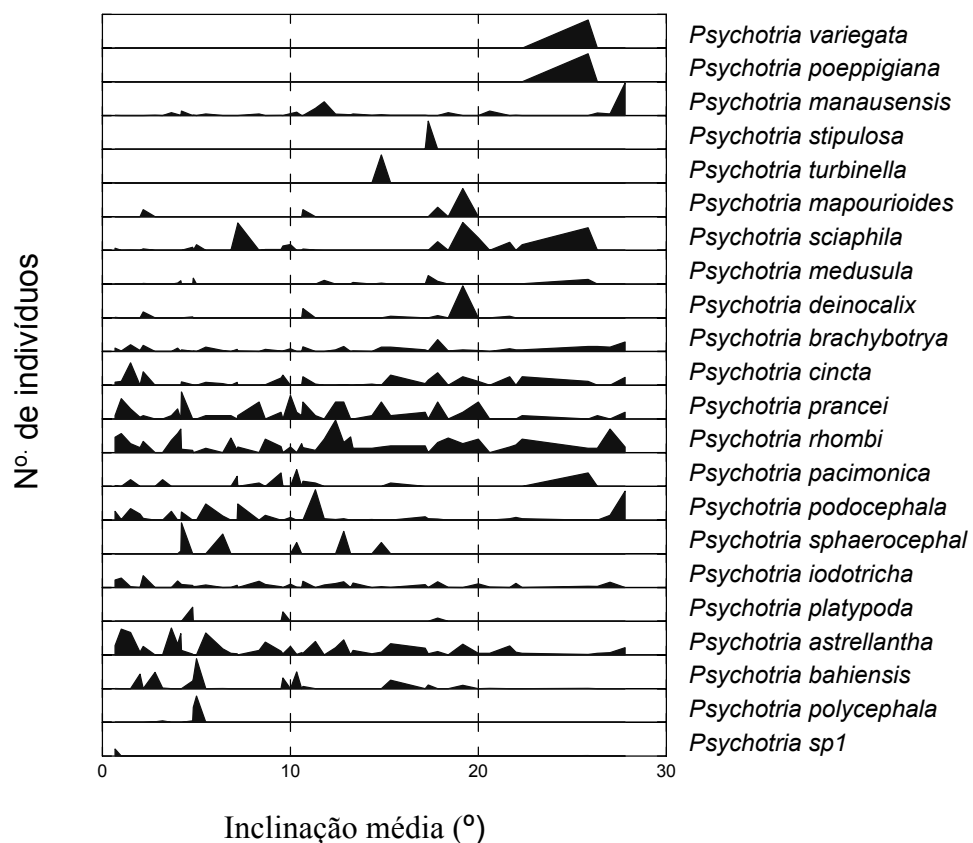 Psychotria variegata
Psychotria poeppigiana
Psychotria manausensis
Psychotria stipulosa
Psychotria turbinella
Psychotria mapourioides
Psychotria sciaphila
Psychotria medusula
Psychotria deinocalix
Psychotria brachybotrya
Psychotria cincta
Psychotria prancei
Psychotria rhombi
Psychotria pacimonica
Psychotria podocephala
Psychotria sphaerocephal
Psychotria iodotricha
Psychotria platypoda
Psychotria astrellantha
Psychotria bahiensis
Psychotria polycephala
Psychotria sp1
Nº. de indivíduos
0 10 20 30
Inclinação média (º)